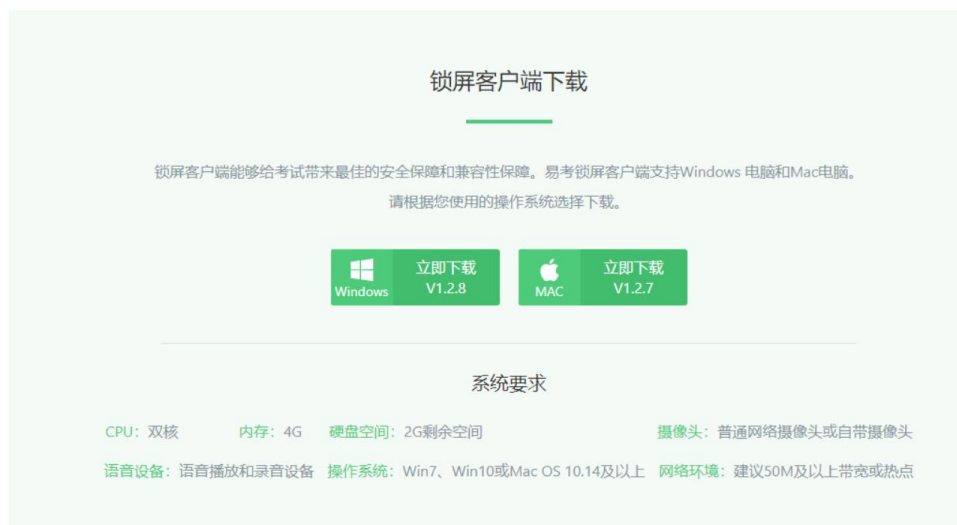 锁屏客户端下载
锁屏客户端能够给考试带来最佳的安全保障和兼容性保障。易考锁屏客户端支持Windows 电脑和Mac电脑。
请根据您使用的操作系统选择下载。
Windows 立即下载 V1.2.8
MAC 立即下载 V1.2.7
系统要求
CPU：双核 内存：4G 硬盘空间：2G剩余空间 摄像头：普通网络摄像头或自带摄像头
语音设备：语音播放和录音设备 操作系统：Win7、Win10或Mac OS 10.14及以上 网络环境：建议50M及以上带宽或热点